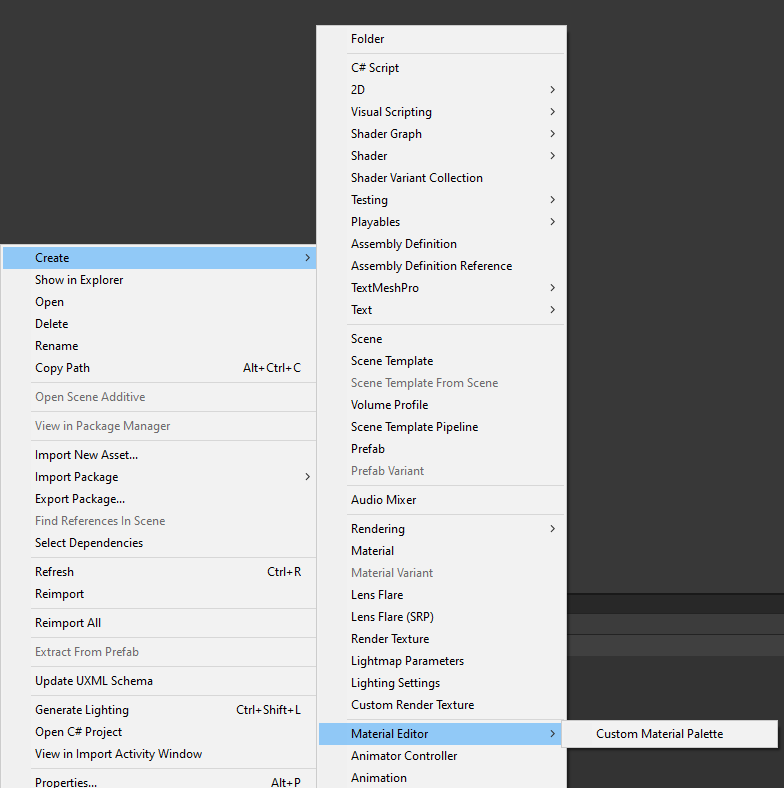 Folder
C# Script
2D
Visual Scripting
Shader Graph
Shader
Shader Variant Collection
Testing
Playables
Assembly Definition
Assembly Definition Reference
TextMeshPro
Text
Scene
Scene Template
Scene Template From Scene
Volume Profile
Scene Template Pipeline
Prefab
Prefab Variant
Audio Mixer
Rendering
Material
Material Variant
Lens Flare
Lens Flare (SRP)
Render Texture
Lightmap Parameters
Lighting Settings
Custom Render Texture
Material Editor
Animator Controller
Animation
Create
Show in Explorer
Open
Delete
Rename
Copy Path Alt+Ctrl+C
Open Scene Additive
View in Package Manager
Import New Asset...
Import Package
Export Package...
Find References In Scene
Select Dependencies
Refresh Ctrl+R
Reimport
Reimport All
Extract From Prefab
Update UXML Schema
Generate Lighting Ctrl+Shift+L
Open C# Project
View in Import Activity Window
Properties... Alt+P
Custom Material Palette